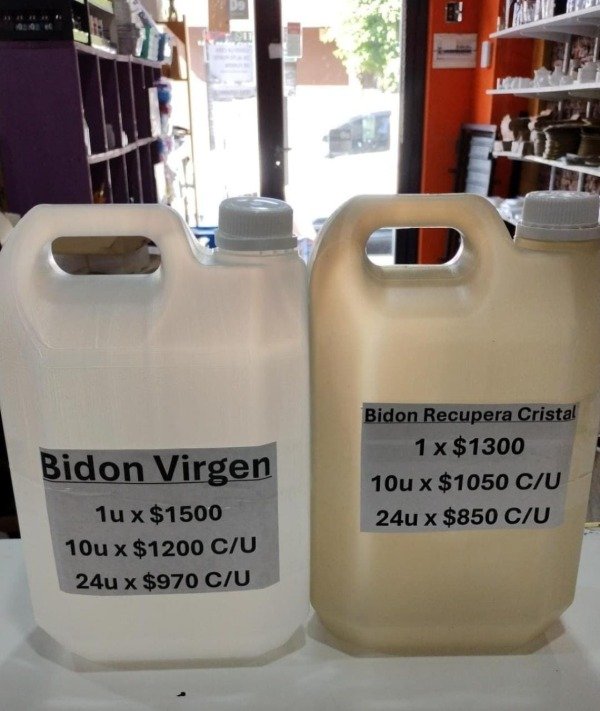 Bidon Virgen
1u x $1500
10u x $1200 C/U
24u x $970 C/U
Bidon Recupera Cristal
1 x $1300
10u x $1050 C/U
24u x $850 C/U